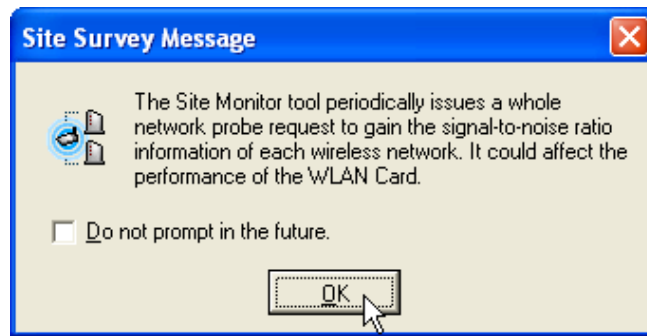 Site Survey Message
The Site Monitor tool periodically issues a whole
network probe request to gain the signal-to-noise ratio
information of each wireless network. It could affect the
performance of the WLAN Card.
Do not prompt in the future.
OK